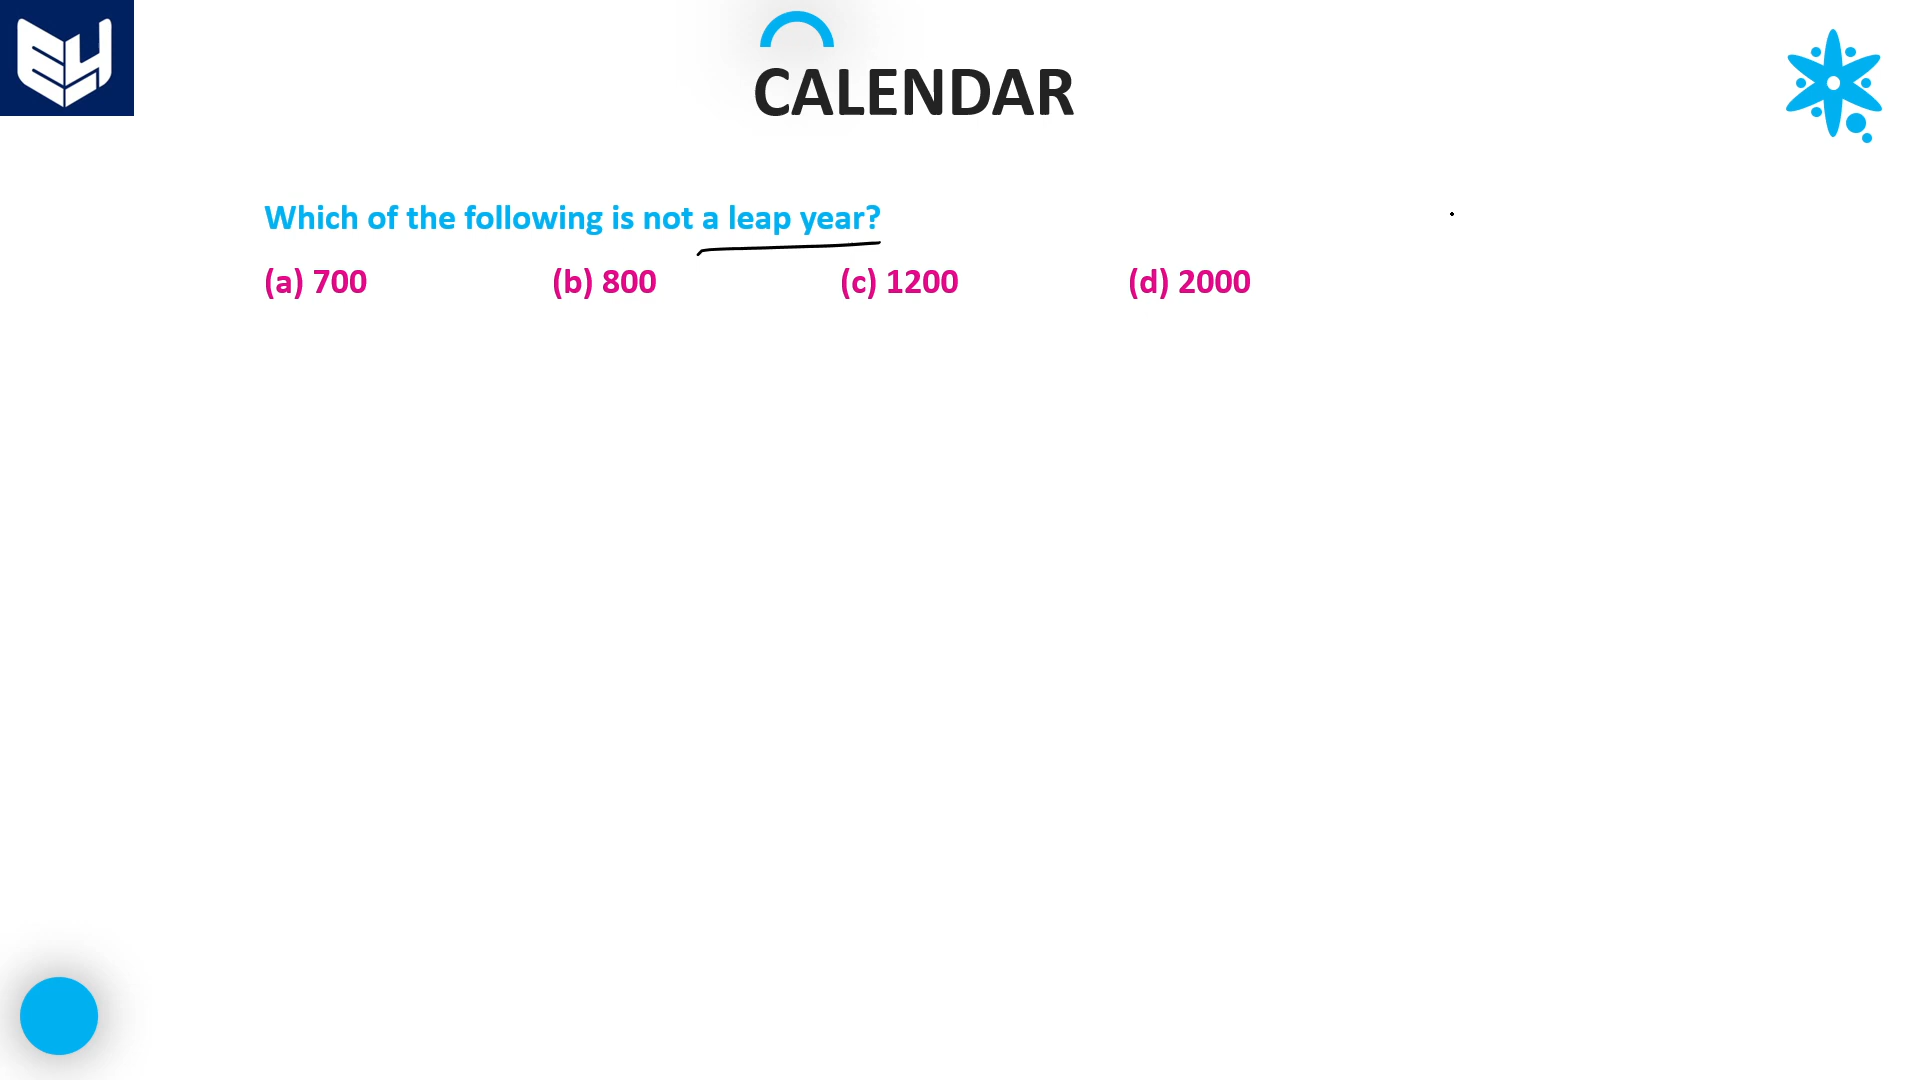 CALENDAR
Which of the following is not a leap year?
(a) 700 (b) 800 (c) 1200 (d) 2000